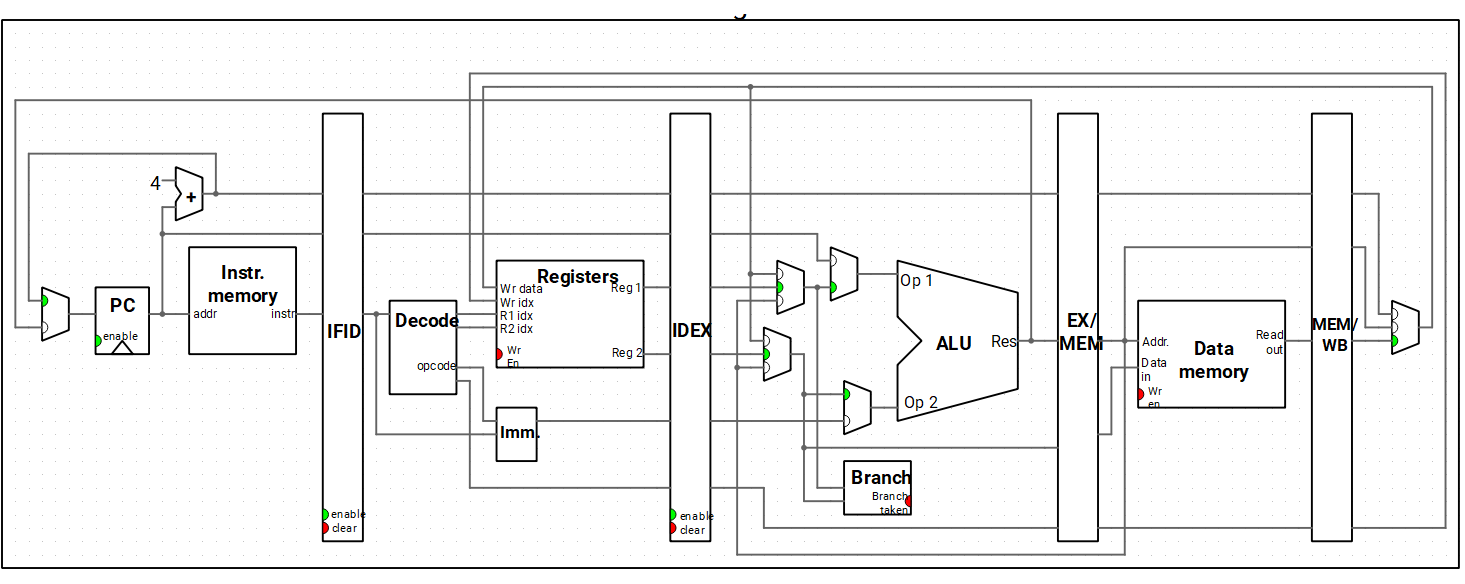 4
+
Instr.
memory
addr
instr
PC
enable
IFID
enable
clear
Decode
opcode
Registers
Wr data
Wr idx
R1 idx
R2 idx
Wr
En
Reg 1
Reg 2
Imm.
IDEX
enable
clear
Op 1
ALU
Res
Op 2
Branch
Branch
taken
EX/
MEM
Addr.
Data
in
Wr
en
Data
memory
Read
out
MEM/
WB